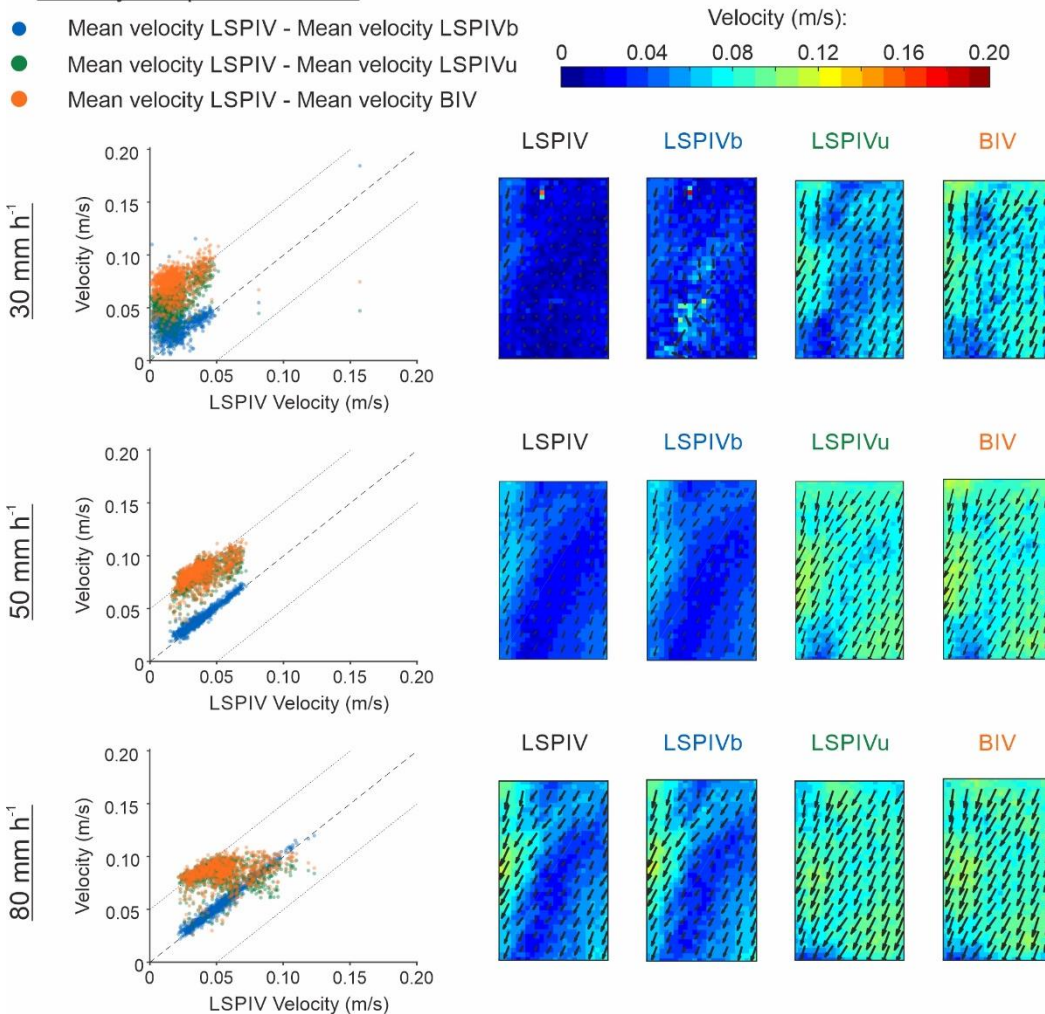 Mean velocity LSPIV - Mean velocity LSPIVb
Mean velocity LSPIV - Mean velocity LSPIVu
Mean velocity LSPIV - Mean velocity BIV
Velocity (m/s):
0 0.04 0.08 0.12 0.16 0.20
30 mm h-1
Velocity (m/s)
0.20
0.15
0.10
0.05
0
0 0.05 0.10 0.15 0.20
LSPIV Velocity (m/s)
LSPIV LSPIVb LSPIVu BIV
50 mm h-1
Velocity (m/s)
0.20
0.15
0.10
0.05
0
0 0.05 0.10 0.15 0.20
LSPIV Velocity (m/s)
LSPIV LSPIVb LSPIVu BIV
80 mm h-1
Velocity (m/s)
0.20
0.15
0.10
0.05
0
0 0.05 0.10 0.15 0.20
LSPIV Velocity (m/s)
LSPIV LSPIVb LSPIVu BIV